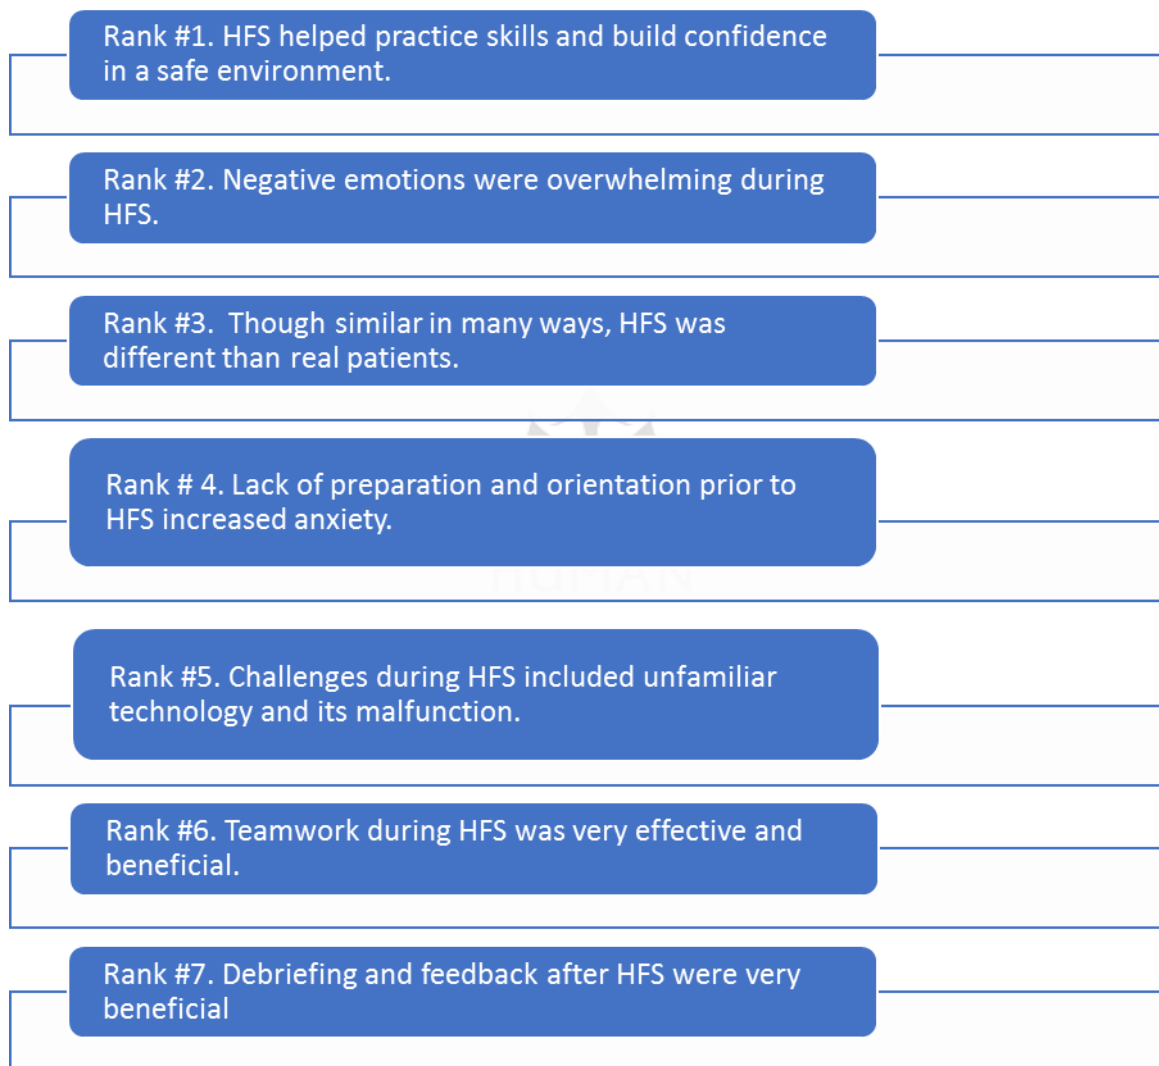 Rank #1. HFS helped practice skills and build confidence
in a safe environment.
Rank #2. Negative emotions were overwhelming during
HFS.
Rank #3.  Though similar in many ways, HFS was
different than real patients.
Rank # 4. Lack of preparation and orientation prior to
HFS increased anxiety.
HUMAN
Rank #5. Challenges during HFS included unfamiliar
technology and its malfunction.
Rank #6. Teamwork during HFS was very effective and
beneficial.
Rank #7. Debriefing and feedback after HFS were very
beneficial